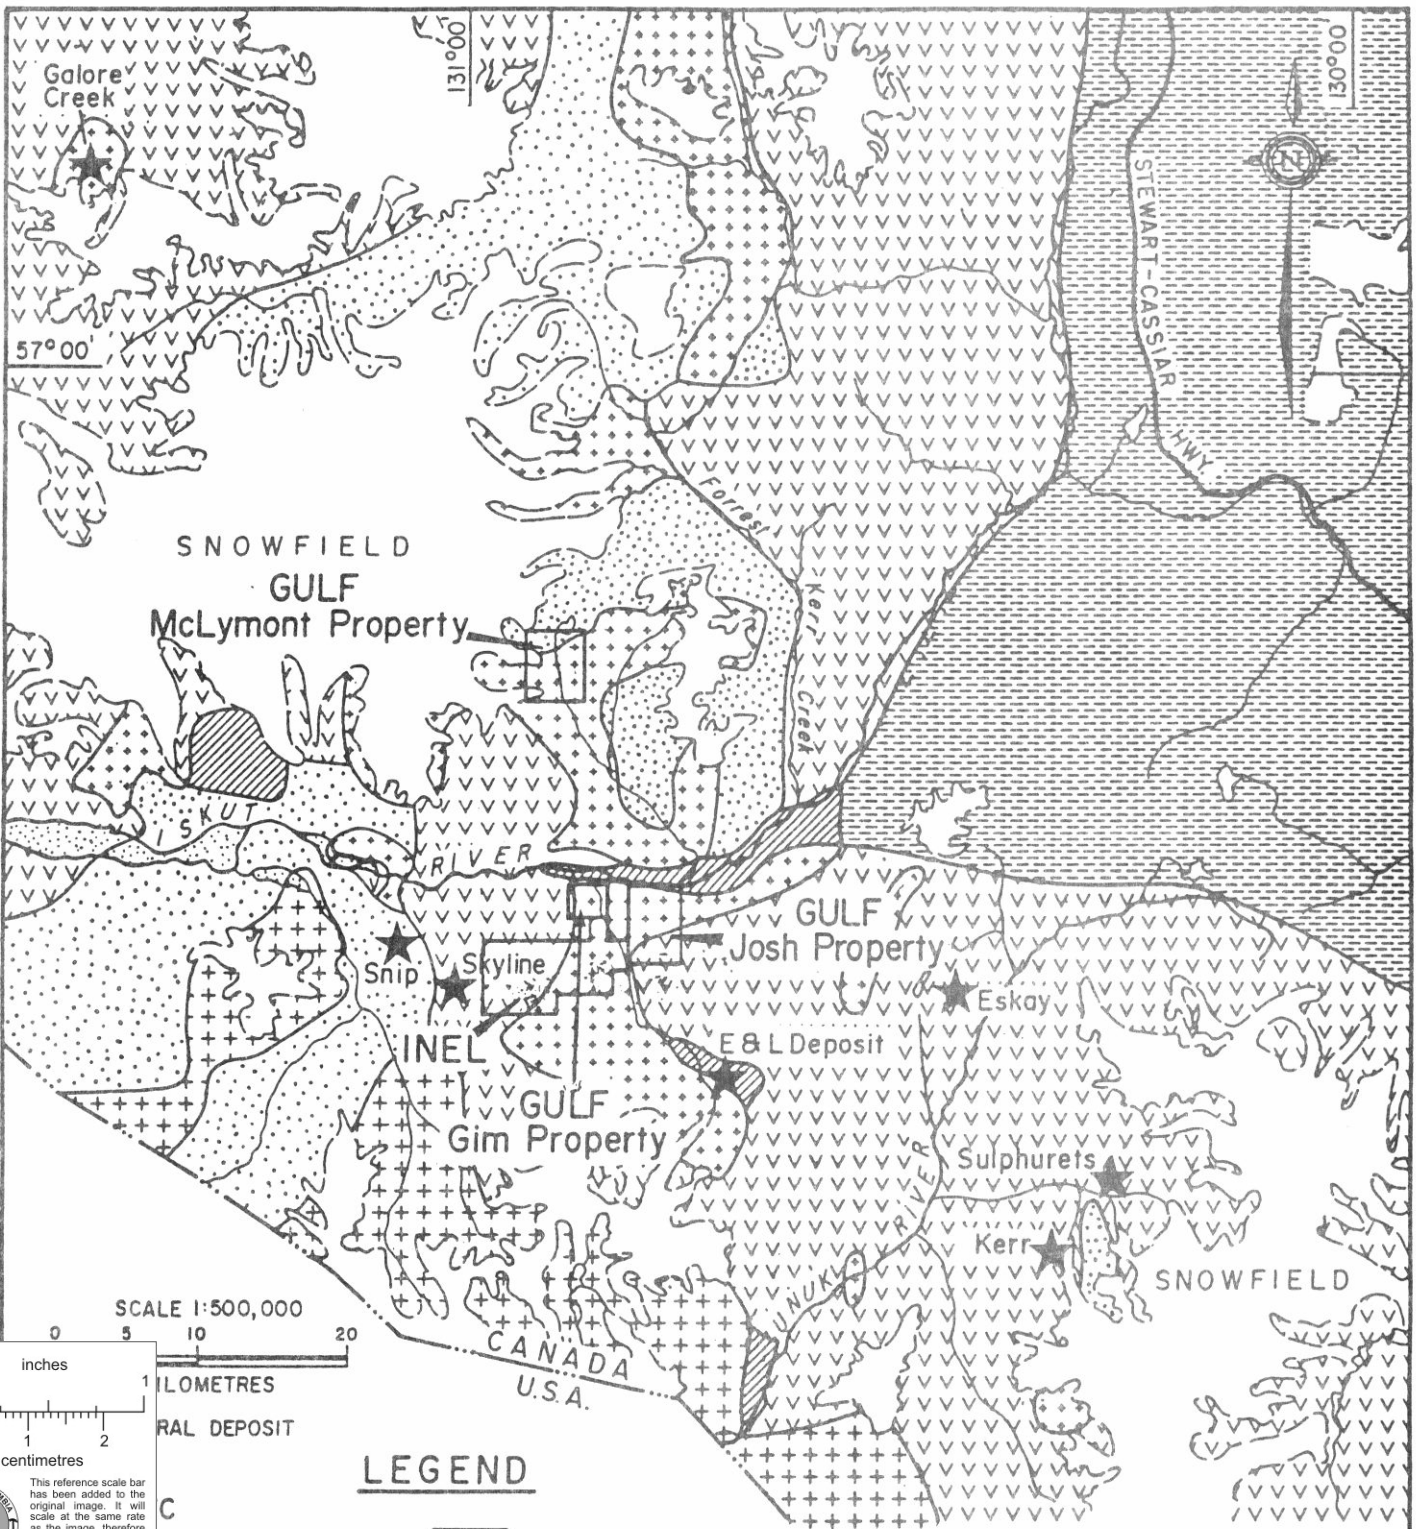 131°00'
130°00'
Galore
Creek
N
STEWART-CASSIAR
HWY
57°00'
Forrest
SNOWFIELD
GULF
McLymont Property
Kerr Creek
ISKUT
RIVER
GULF
Josh Property
Snip
Skyline
Eskay
INEL
E & L Deposit
GULF
Gim Property
Sulphurets
UNUK RIVER
Kerr
SNOWFIELD
SCALE 1:500,000
0 5 10 20
CANADA
U.S.A.
inches
1
ILOMETRES
RAL DEPOSIT
1 2
centimetres
LEGEND
This reference scale bar
has been added to the
original image. It will
scale at the same rate
as the image, therefore
C